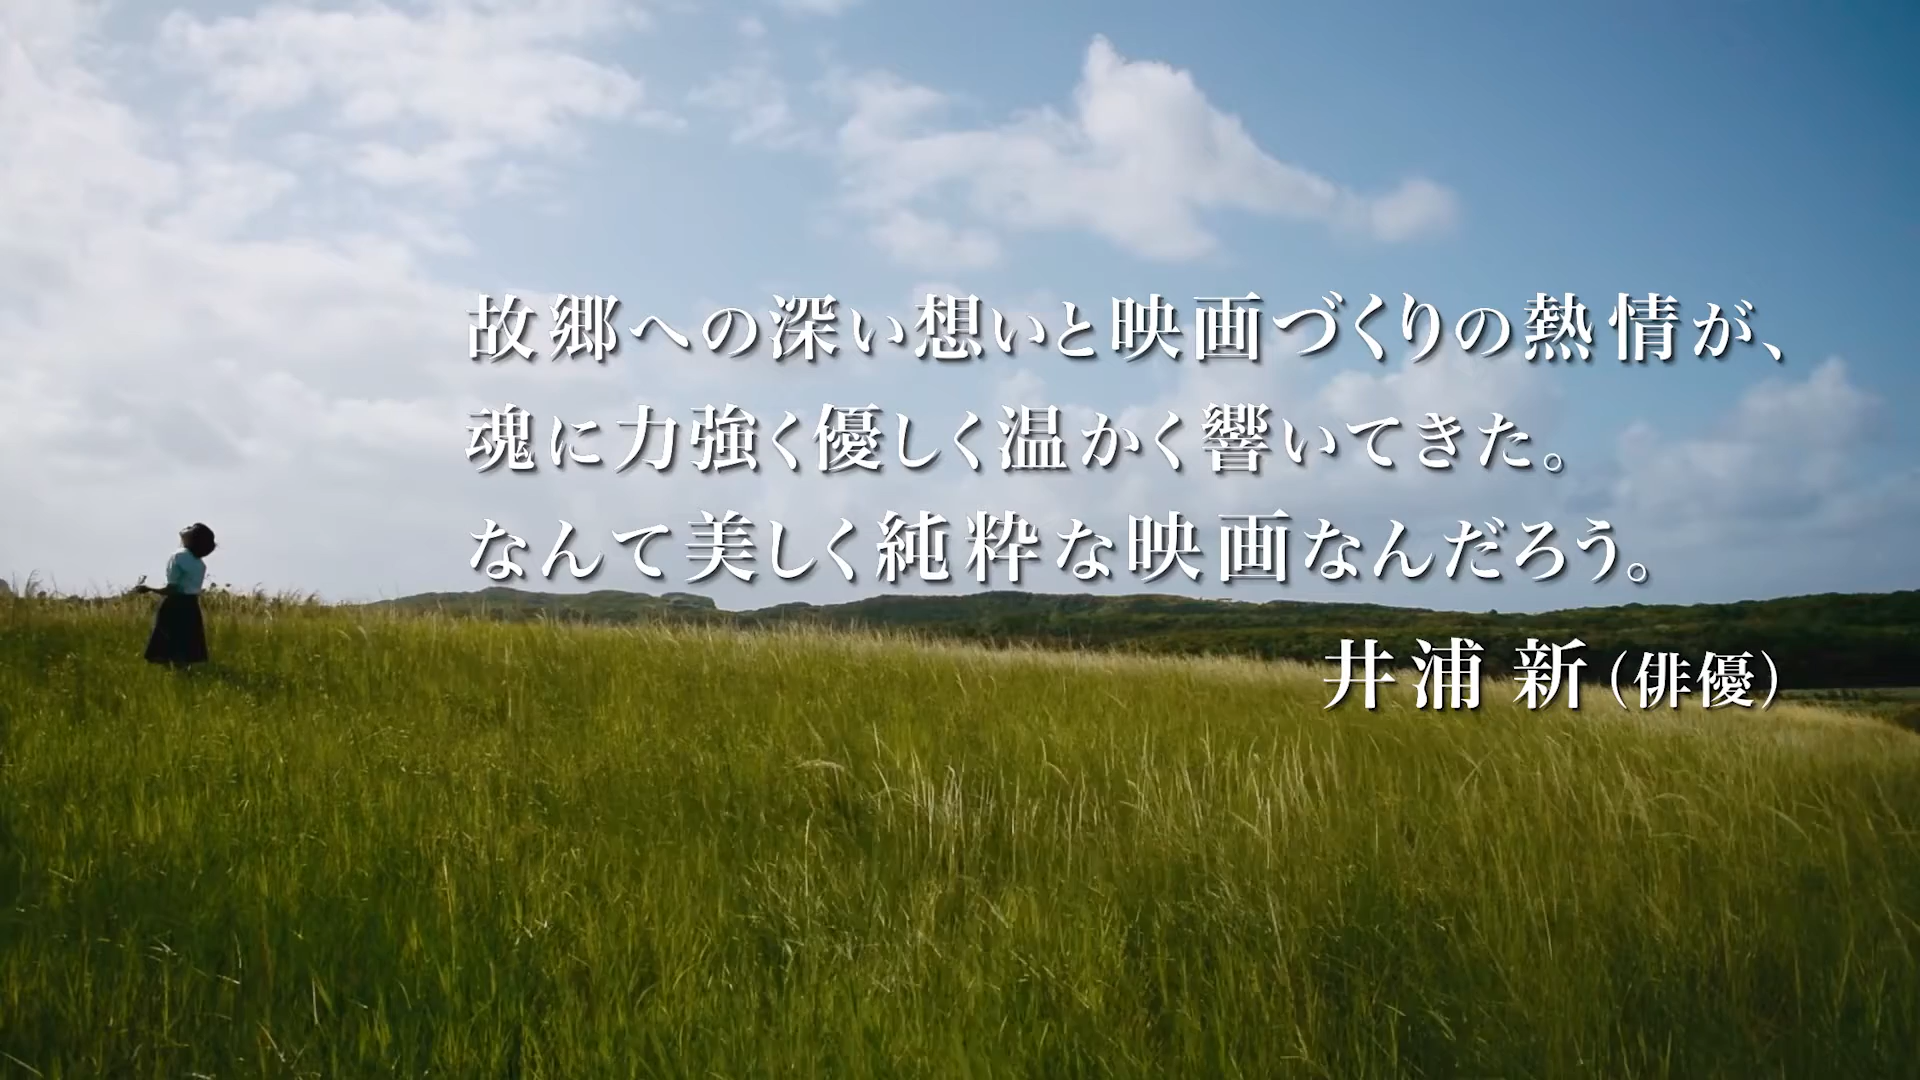 故郷への深い想いと映画づくりの熱情が、
魂に力強く優しく温かく響いてきた。
なんて美しく純粋な映画なんだろう。
井浦 新(俳優)